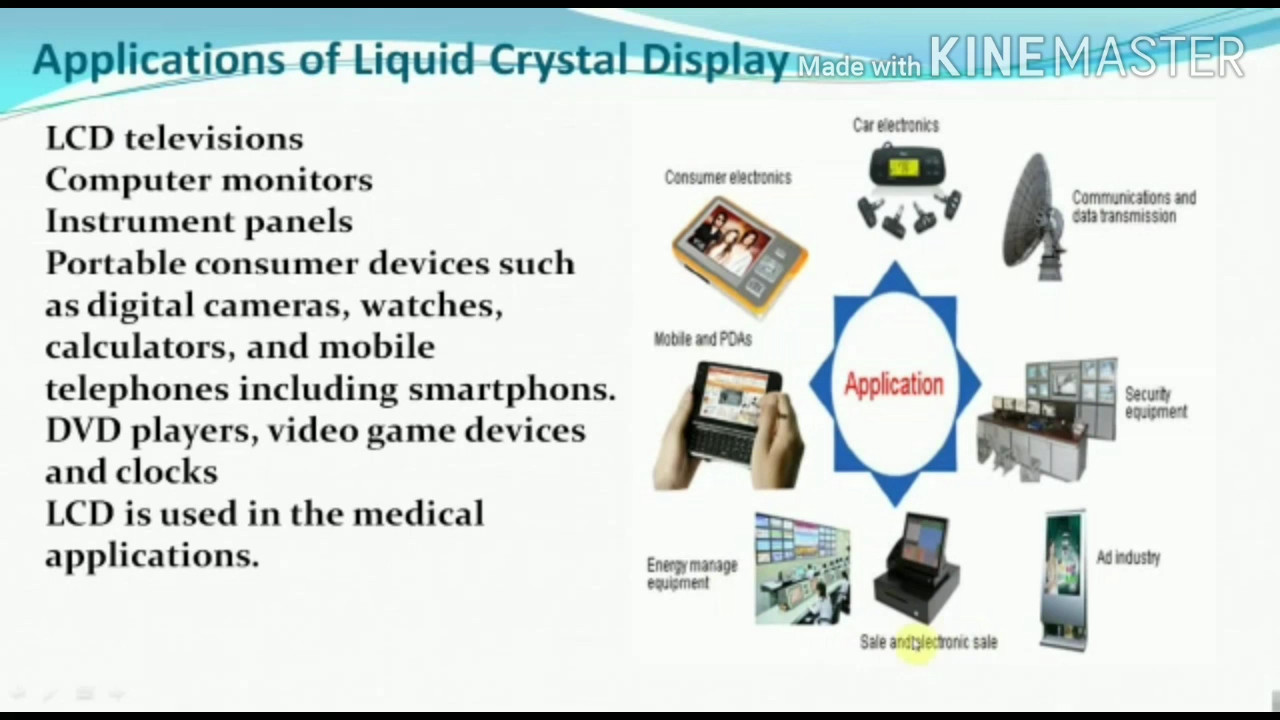 Applications of Liquid Crystal Display
Made with KINEMASTER
LCD televisions
Computer monitors
Instrument panels
Portable consumer devices such
as digital cameras, watches,
calculators, and mobile
telephones including smartphons.
DVD players, video game devices
and clocks
LCD is used in the medical
applications.
Car electronics
Consumer electronics
Communications and
data transmission
Mobile and PDAs
Application
Security
equipment
Energy manage
equipment
Ad industry
Sale and electronic sale